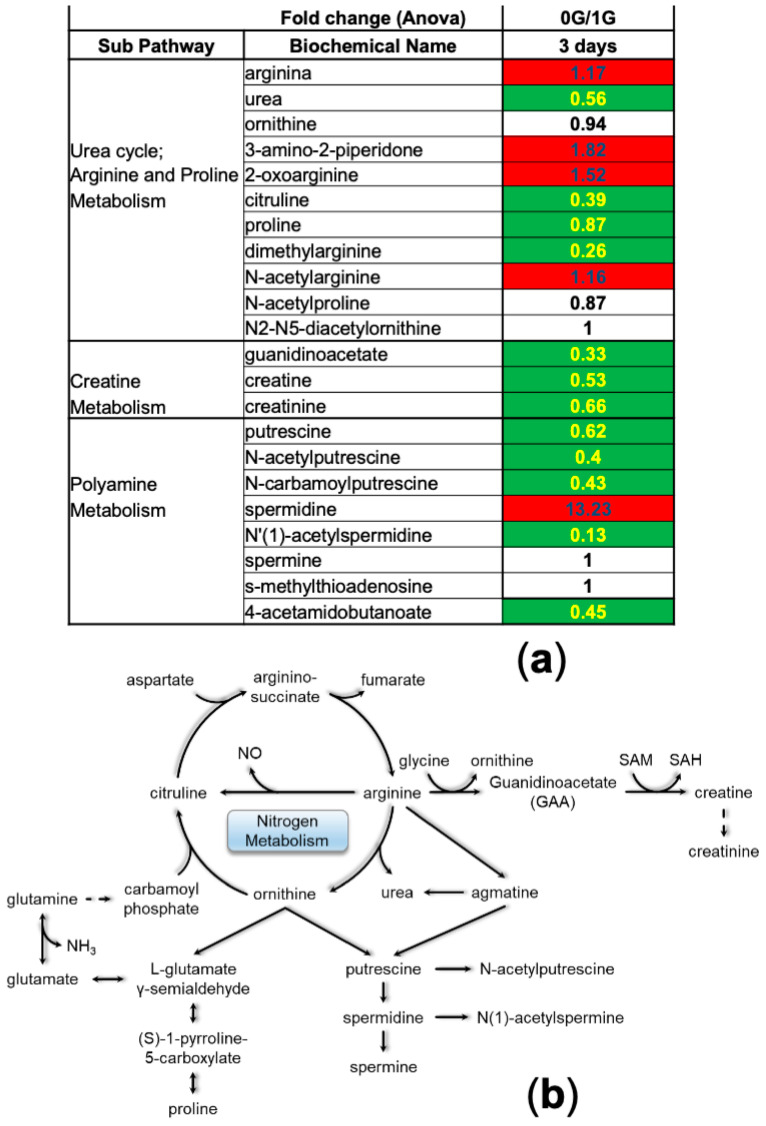 Fold change (Anova) 0G/1G
Sub Pathway Biochemical Name 3 days
arginina 1.17
urea 0.56
ornithine 0.94
Urea cycle; 3-amino-2-piperidone 1.82
Arginine and Proline 2-oxoarginine 1.52
Metabolism citruline 0.39
proline 0.87
dimethylarginine 0.26
N-acetylarginine 1.16
N-acetylproline 0.87
N2-N5-diacetylornithine 1
guanidinoacetate 0.33
Creatine creatine 0.53
Metabolism creatinine 0.66
putrescine 0.62
N-acetylputrescine 0.4
Polyamine N-carbamoylputrescine 0.43
Metabolism spermidine 13.23
N'(1)-acetylspermidine 0.13
spermine 1
s-methylthioadenosine 1
4-acetamidobutanoate 0.45
(a)
aspartate arginino- fumarate
succinate
NO glycine ornithine SAM SAH
citruline arginine Guanidinoacetate creatine
(GAA)
Nitrogen
Metabolism
creatinine
glutamine carbamoyl ornithine urea agmatine
phosphate
NH3
glutamate L-glutamate putrescine N-acetylputrescine
γ-semialdehyde
spermidine N(1)-acetylspermine
(S)-1-pyrroline-
5-carboxylate
spermine
proline
(b)